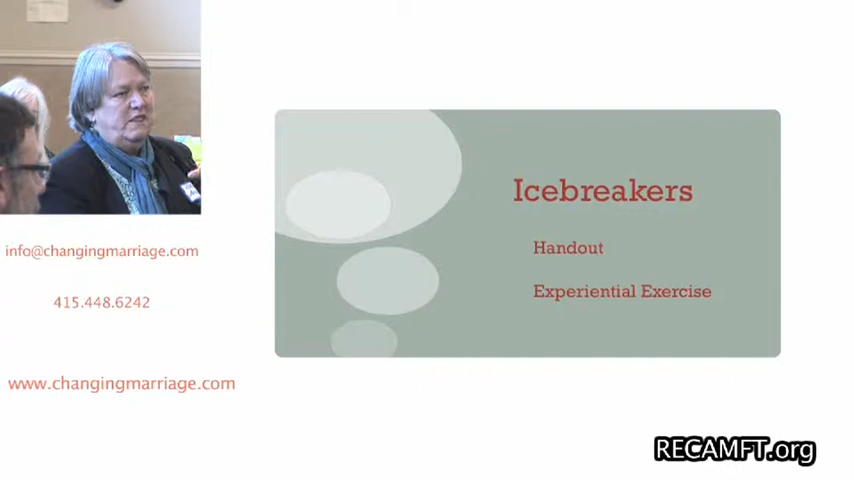 info@changingmarriage.com
415.448.6242
www.changingmarriage.com
Icebreakers
Handout
Experiential Exercise
RECAMFT.org